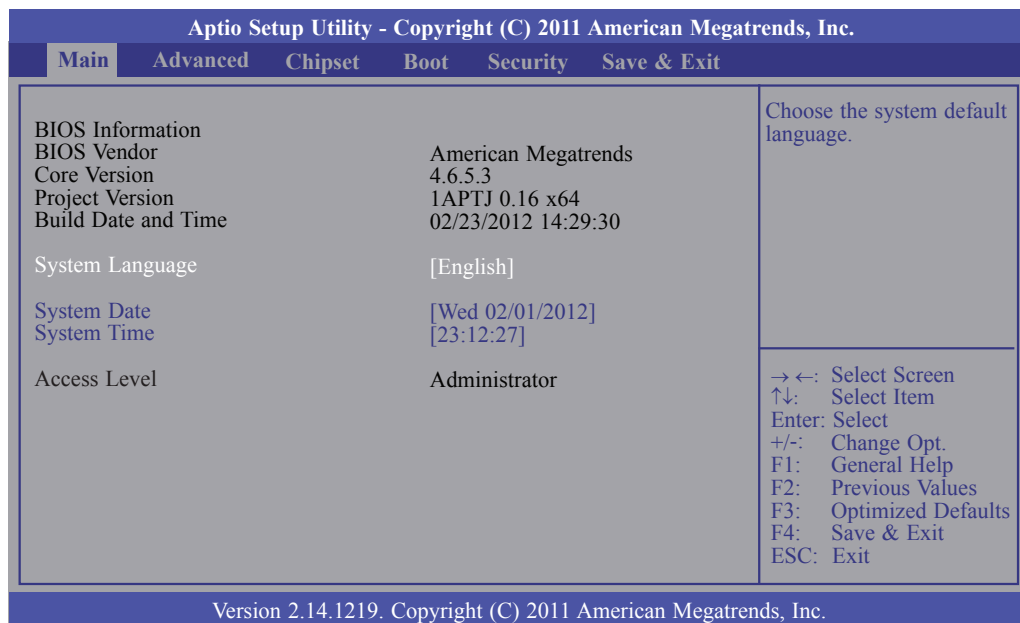 Aptio Setup Utility - Copyright (C) 2011 American Megatrends, Inc.
Main Advanced Chipset Boot Security Save & Exit
BIOS Information
BIOS Vendor American Megatrends
Core Version 4.6.5.3
Project Version 1APTJ 0.16 x64
Build Date and Time 02/23/2012 14:29:30
System Language [English]
System Date [Wed 02/01/2012]
System Time [23:12:27]
Access Level Administrator
Choose the system default
language.
→ ←: Select Screen
↑↓: Select Item
Enter: Select
+/-: Change Opt.
F1: General Help
F2: Previous Values
F3: Optimized Defaults
F4: Save & Exit
ESC: Exit
Version 2.14.1219. Copyright (C) 2011 American Megatrends, Inc.